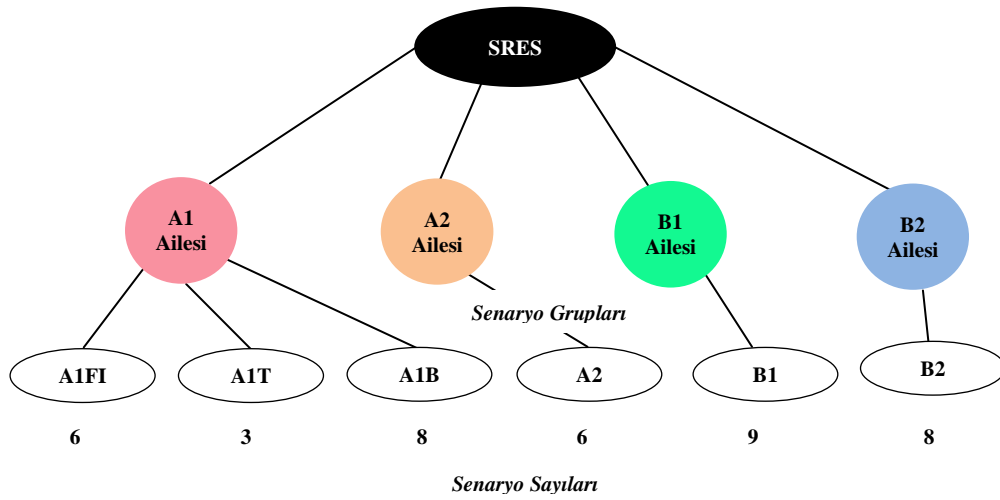 SRES
A1
Ailesi
A2
Ailesi
B1
Ailesi
B2
Ailesi
Senaryo Grupları
A1FI
A1T
A1B
A2
B1
B2
6
3
8
6
9
8
Senaryo Sayıları